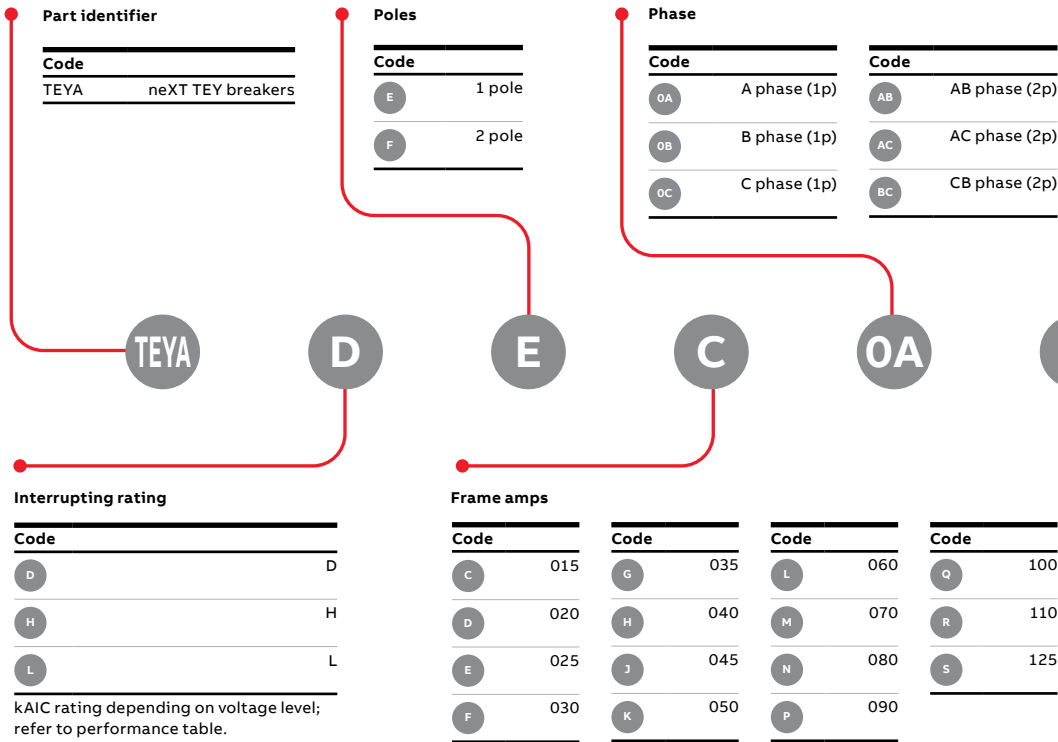 Part identifier
Code
TEYA neXT TEY breakers
Poles
Code
E 1 pole
F 2 pole
Phase
Code
0A A phase (1p)
0B B phase (1p)
0C C phase (1p)
Code
AB AB phase (2p)
AC AC phase (2p)
BC CB phase (2p)
TEYA D E C 0A
Interrupting rating
Code
D D
H H
L L
kAIC rating depending on voltage level;
refer to performance table.
Frame amps
Code
C 015
D 020
E 025
F 030
Code
G 035
H 040
J 045
K 050
Code
L 060
M 070
N 080
P 090
Code
Q 100
R 110
S 125